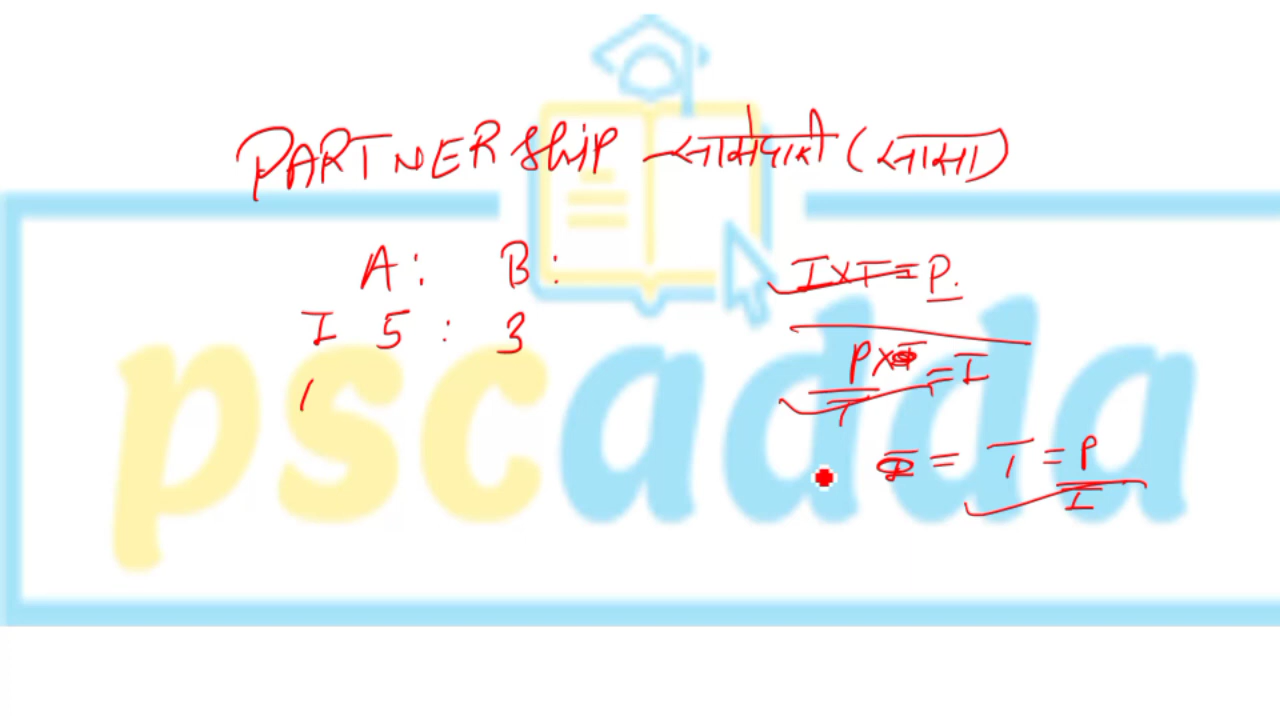 PARTNERship - साझेदारी (साझा)
A : B :
I 5 : 3
I×T = P.
P× / T = I
= T = P / I
pscadda